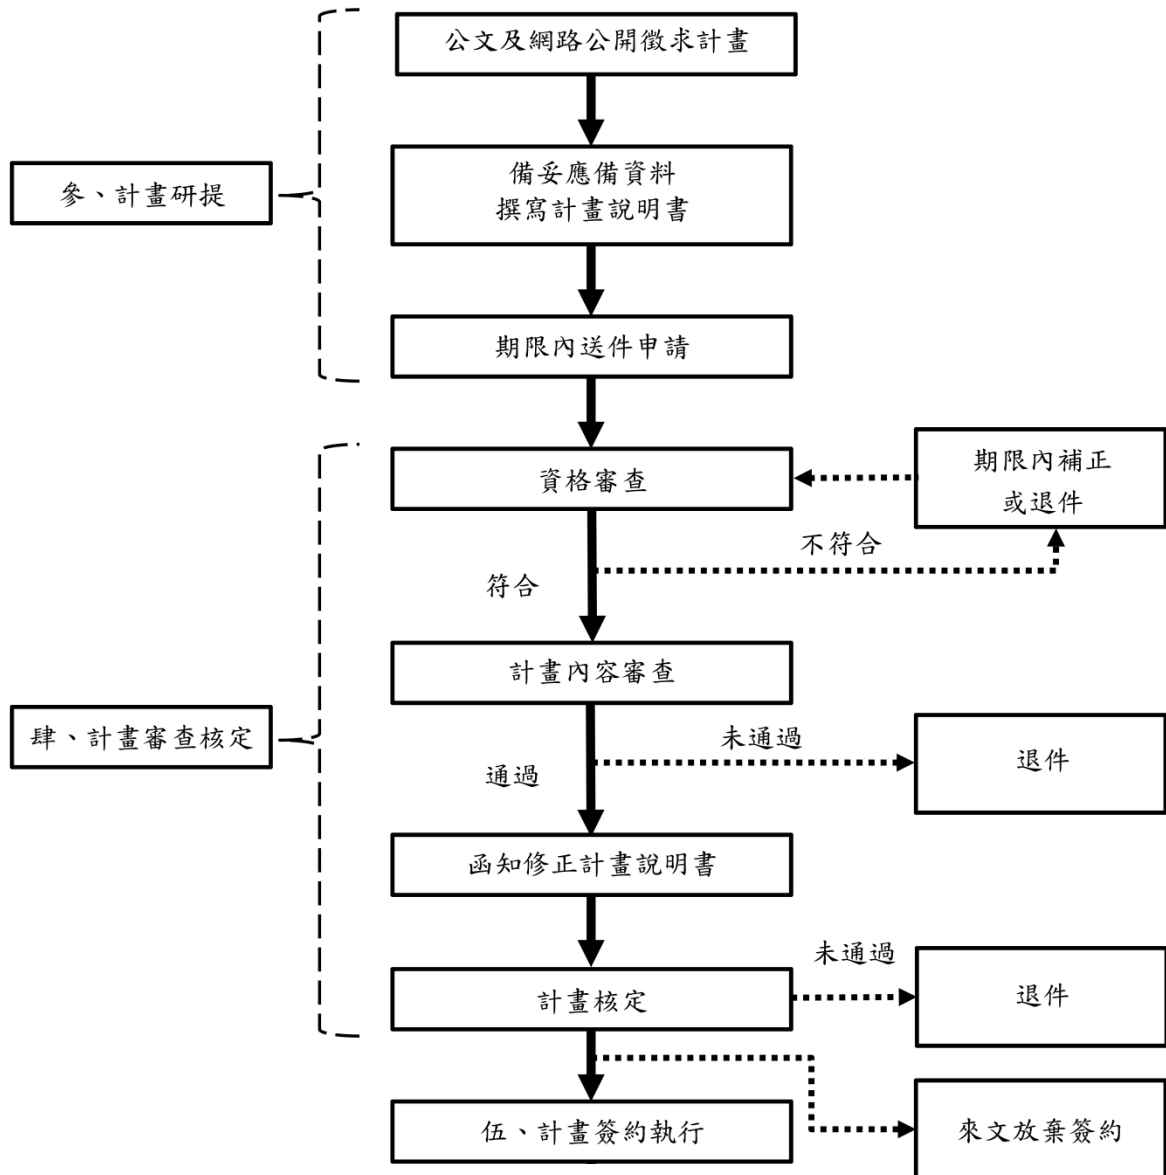 公文及網路公開徵求計畫
備妥應備資料
撰寫計畫說明書
參、計畫研提
期限內送件申請
資格審查
期限內補正
或退件
不符合
符合
計畫內容審查
肆、計畫審查核定
未通過
退件
通過
函知修正計畫說明書
未通過
計畫核定
退件
伍、計畫簽約執行
來文放棄簽約